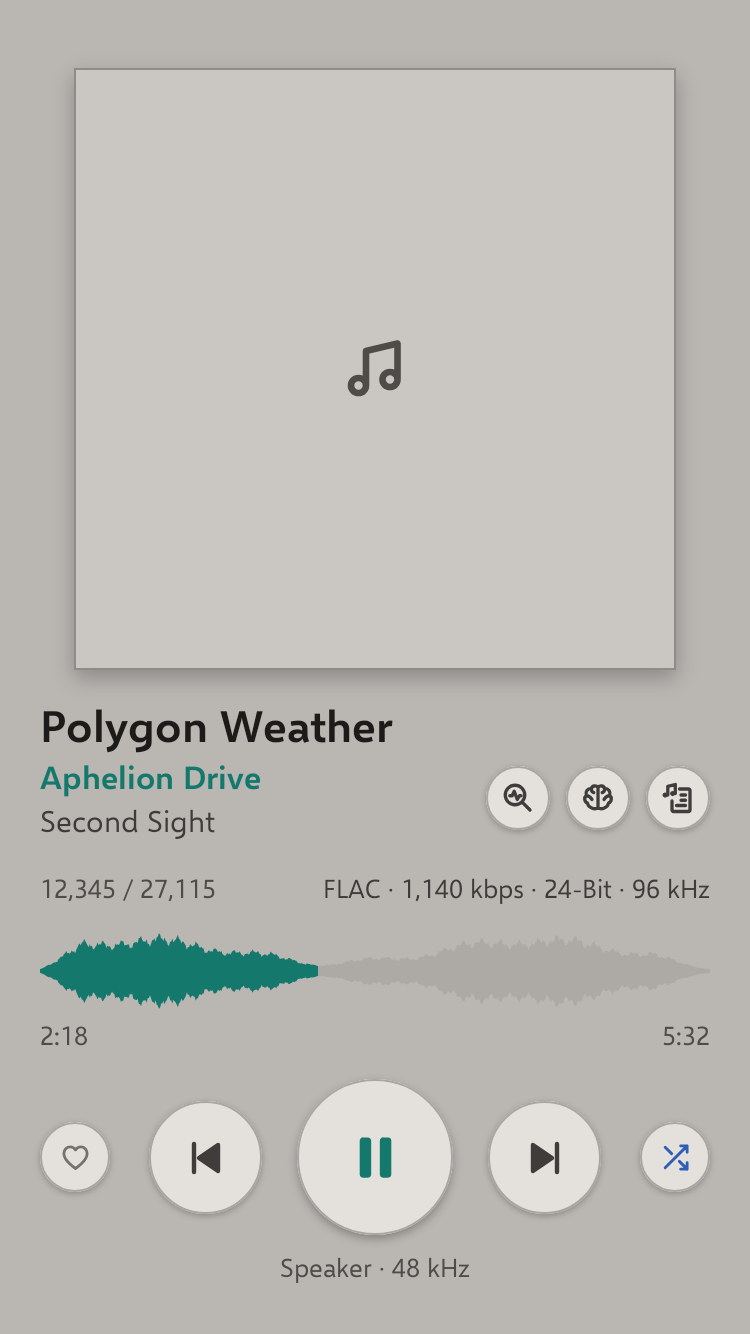 Polygon Weather
Aphelion Drive
Second Sight
12,345 / 27,115
FLAC · 1,140 kbps · 24-Bit · 96 kHz
2:18
5:32
Speaker · 48 kHz